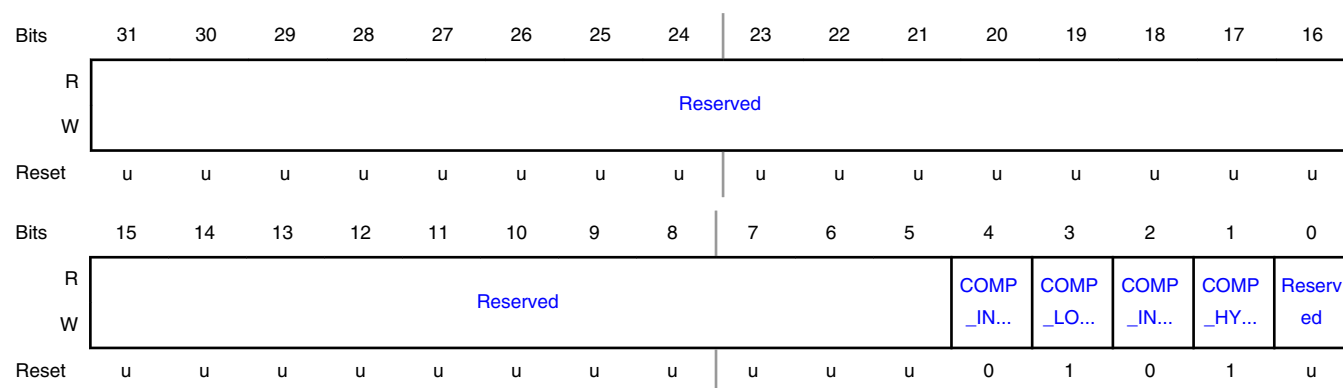 Bits 31 30 29 28 27 26 25 24 23 22 21 20 19 18 17 16
R
Reserved
W
Reset u u u u u u u u u u u u u u u u
Bits 15 14 13 12 11 10 9 8 7 6 5 4 3 2 1 0
R
Reserved COMP _IN... COMP _LO... COMP _IN... COMP _HY... Reserv ed
W
Reset u u u u u u u u u u u 0 1 0 1 u